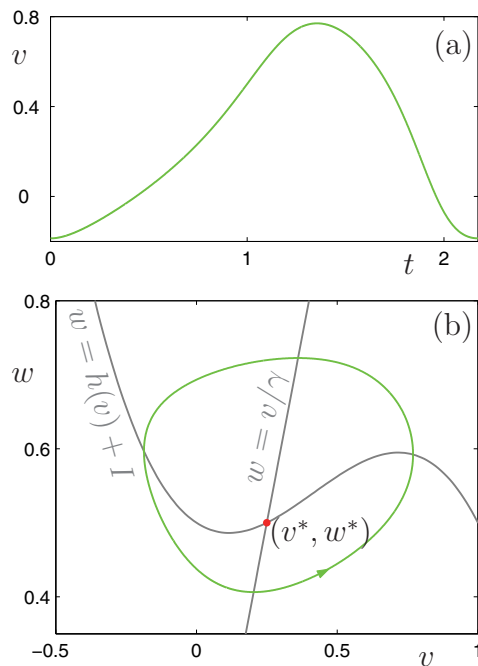 0.8
(a)
v
0.4
0
0
1
t
2
0.8
(b)
w
w = h(v) + I
w = v/γ
0.6
(v*, w*)
0.4
-0.5
0
0.5
v
1